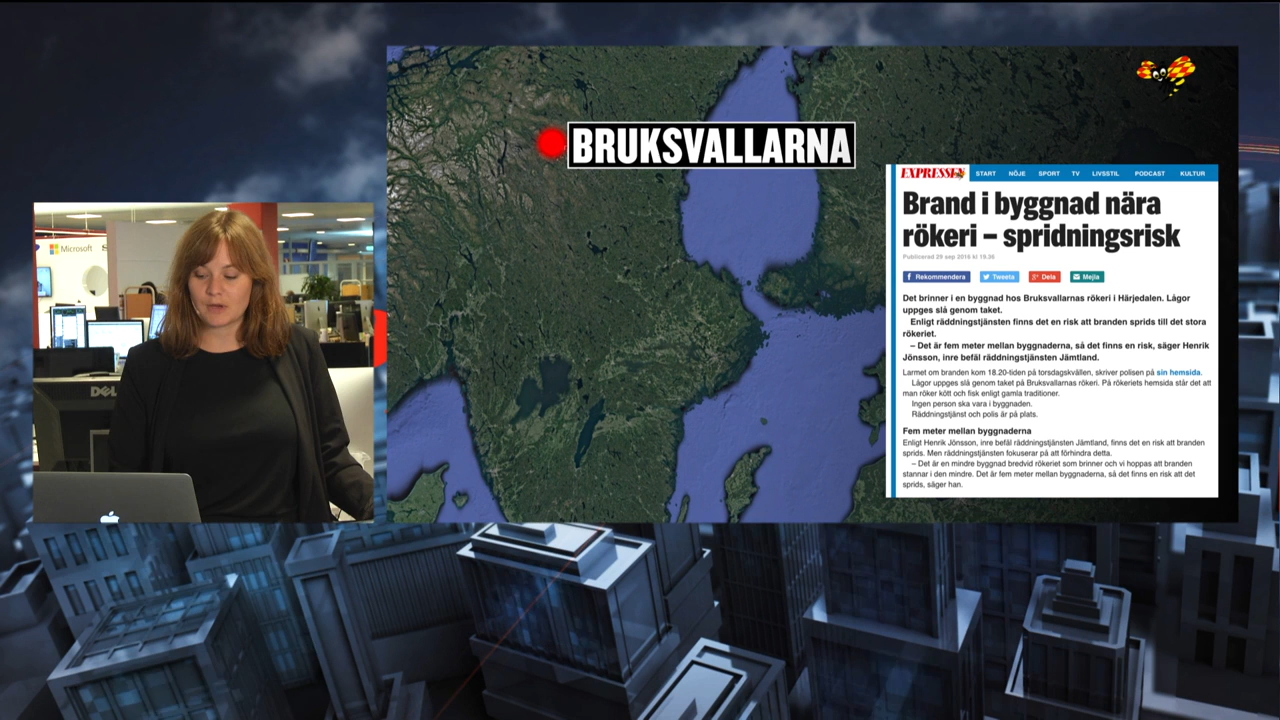 BRUKSVALLARNA
Microsoft
DELL
EXPRESSEN START NÖJE SPORT TV LIVSSTIL PODCAST KULTUR
Brand i byggnad nära
rökeri – spridningsrisk
Publicerad 29 sep 2016 kl 19.36
Rekommendera Tweeta Dela Mejla
Det brinner i en byggnad hos Bruksvallarnas rökeri i Härjedalen. Lågor
uppges slå genom taket.
Enligt räddningstjänsten finns det en risk att branden sprids till det stora
rökeriet.
– Det är fem meter mellan byggnaderna, så det finns en risk, säger Henrik
Jönsson, inre befäl räddningstjänsten Jämtland.
Larmet om branden kom 18.20-tiden på torsdagskvällen, skriver polisen på sin hemsida.
Lågor uppges slå genom taket på Bruksvallarnas rökeri. På rökeriets hemsida står det att
man röker kött och fisk enligt gamla traditioner.
Ingen person ska vara i byggnaden.
Räddningstjänst och polis är på plats.
Fem meter mellan byggnaderna
Enligt Henrik Jönsson, inre befäl räddningstjänsten Jämtland, finns det en risk att branden
sprids. Men räddningstjänsten fokuserar på att förhindra detta.
– Det är en mindre byggnad bredvid rökeriet som brinner och vi hoppas att branden
stannar i den mindre. Det är fem meter mellan byggnaderna, så det finns en risk att det
sprids, säger han.